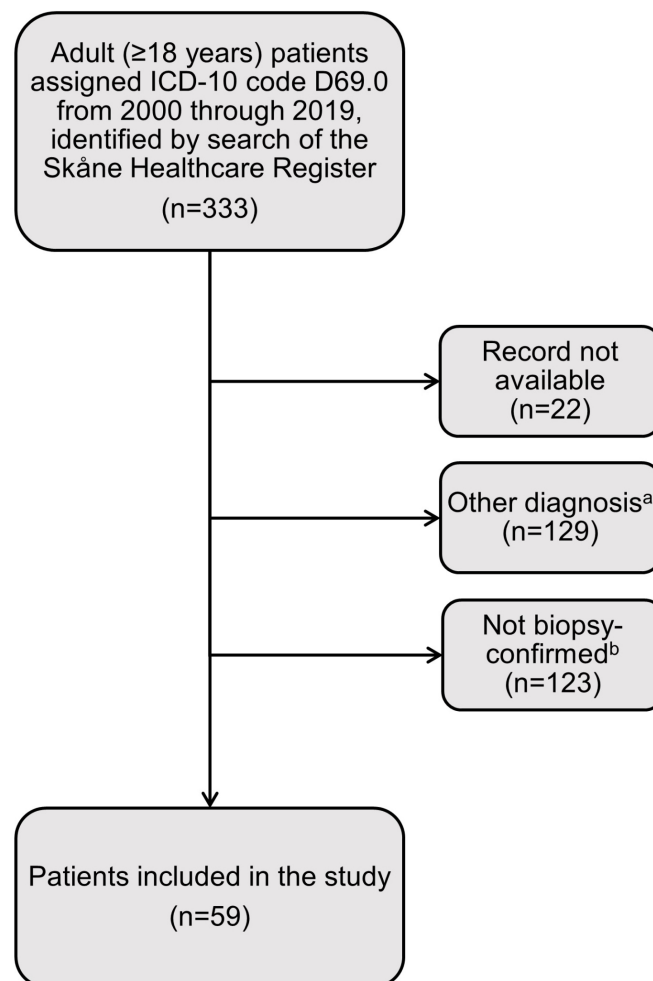 Adult (≥18 years) patients
assigned ICD-10 code D69.0
from 2000 through 2019,
identified by search of the
Skåne Healthcare Register
(n=333)
Record not
available
(n=22)
Other diagnosisᵃ
(n=129)
Not biopsy-
confirmedᵇ
(n=123)
Patients included in the study
(n=59)